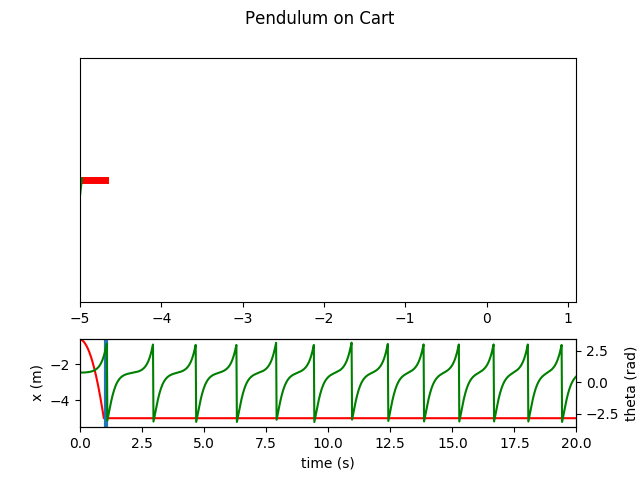 Pendulum on Cart
−5 −4 −3 −2 −1 0 1
−2
−4
x (m)
2.5
0.0
−2.5
theta (rad)
0.0 2.5 5.0 7.5 10.0 12.5 15.0 17.5 20.0
time (s)